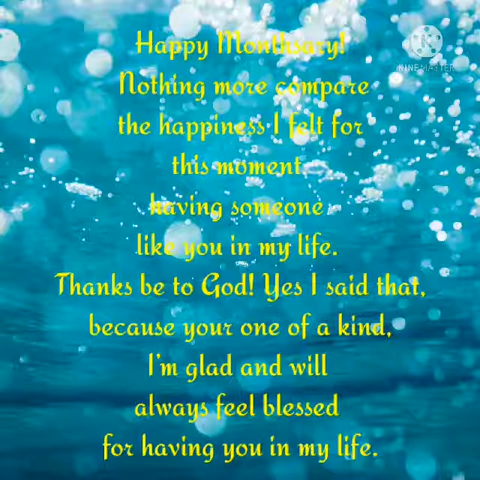 Happy Monthsary!
KINEMASTER
Nothing more compare
the happiness I felt for
this moment
having someone
like you in my life.
Thanks be to God! Yes I said that,
because your one of a kind,
I'm glad and will
always feel blessed
for having you in my life.